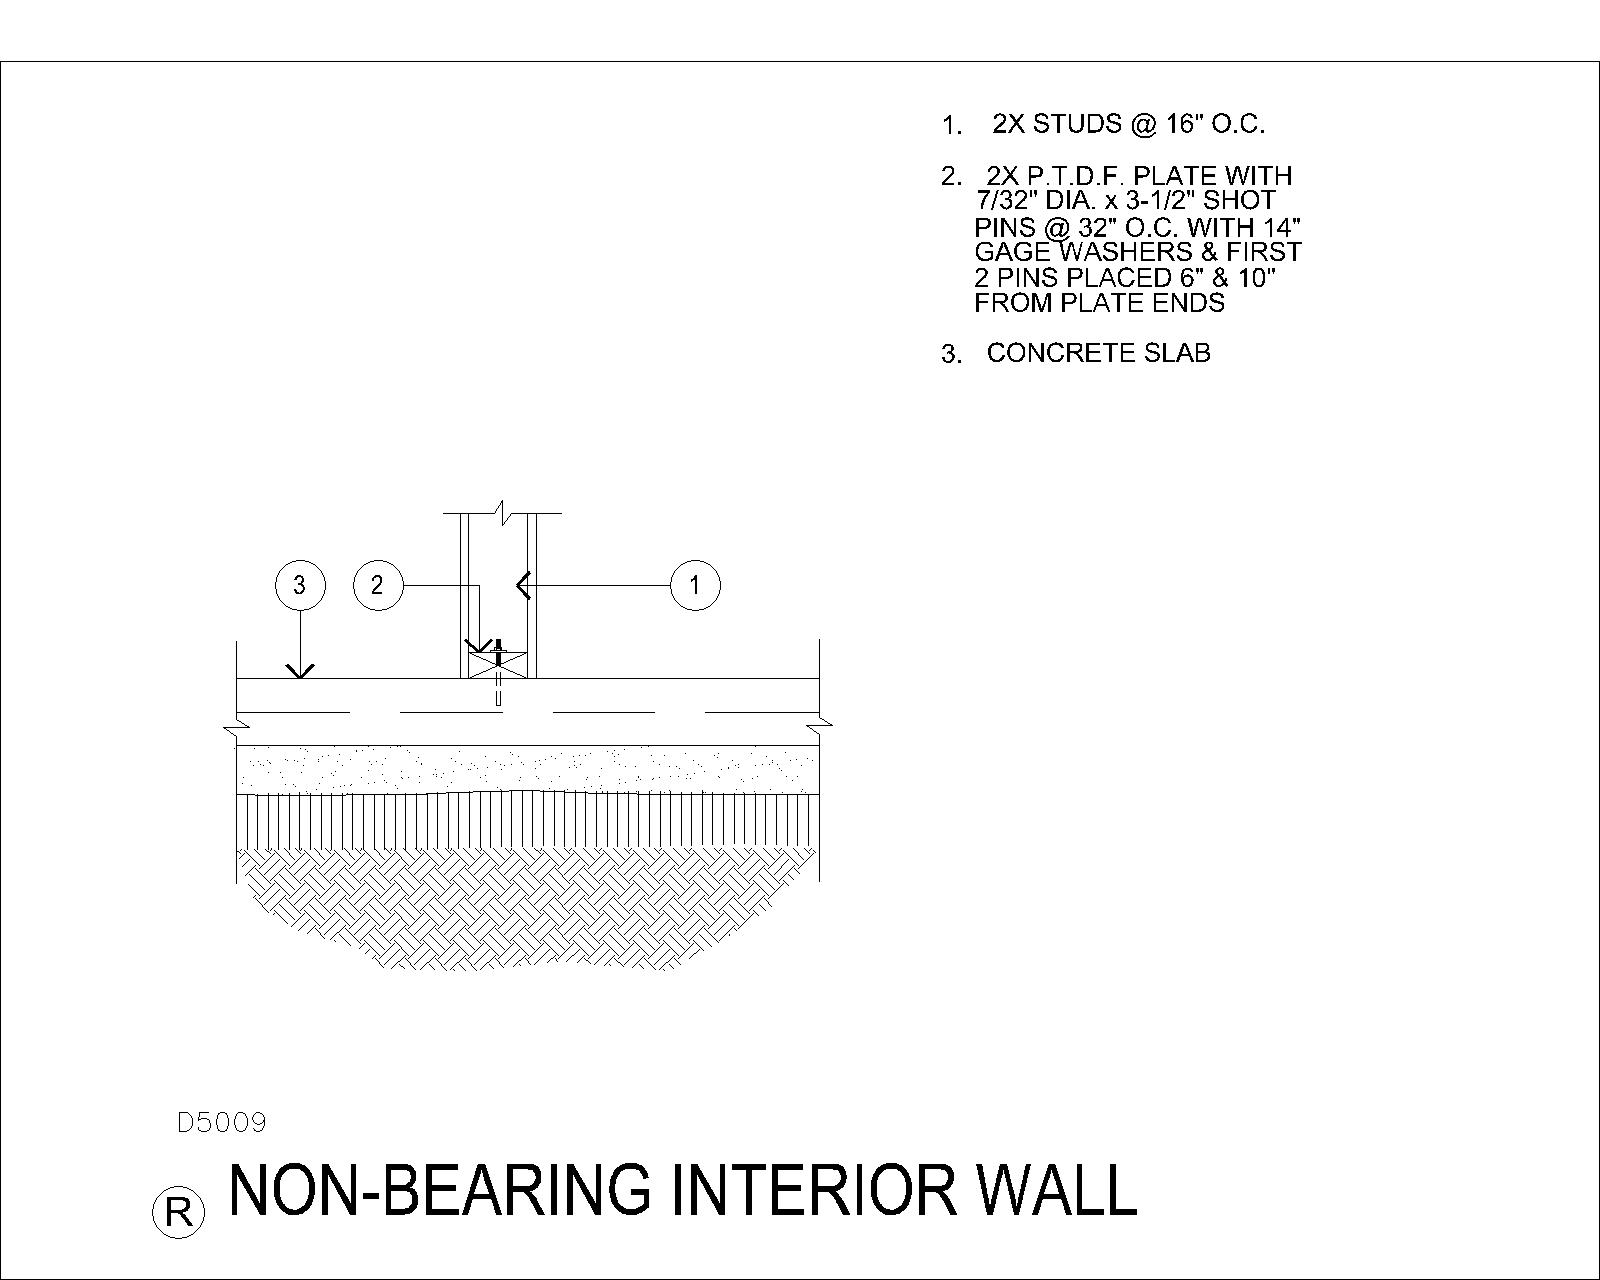 1. 2X STUDS @ 16" O.C.
2. 2X P.T.D.F. PLATE WITH
7/32" DIA. x 3-1/2" SHOT
PINS @ 32" O.C. WITH 14"
GAGE WASHERS & FIRST
2 PINS PLACED 6" & 10"
FROM PLATE ENDS
3. CONCRETE SLAB
3 2 1
D5009
R NON-BEARING INTERIOR WALL